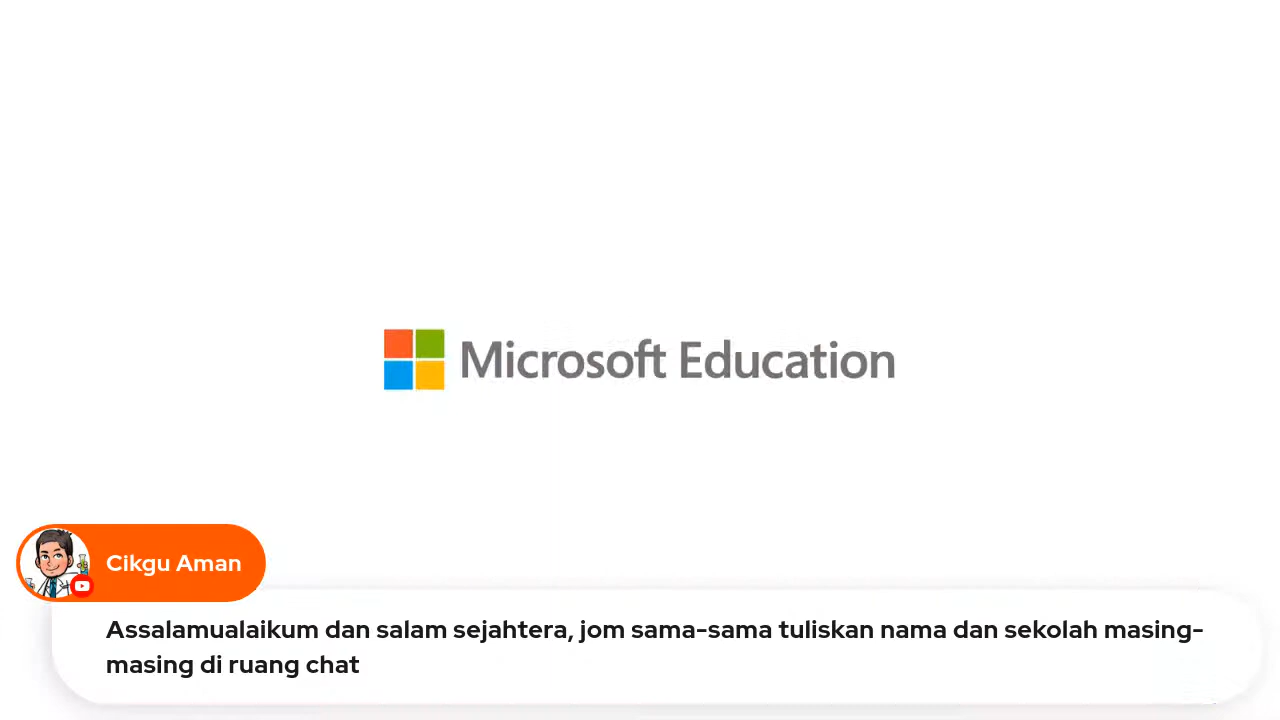 Microsoft Education
Cikgu Aman
Assalamualaikum dan salam sejahtera, jom sama-sama tuliskan nama dan sekolah masing-
masing di ruang chat